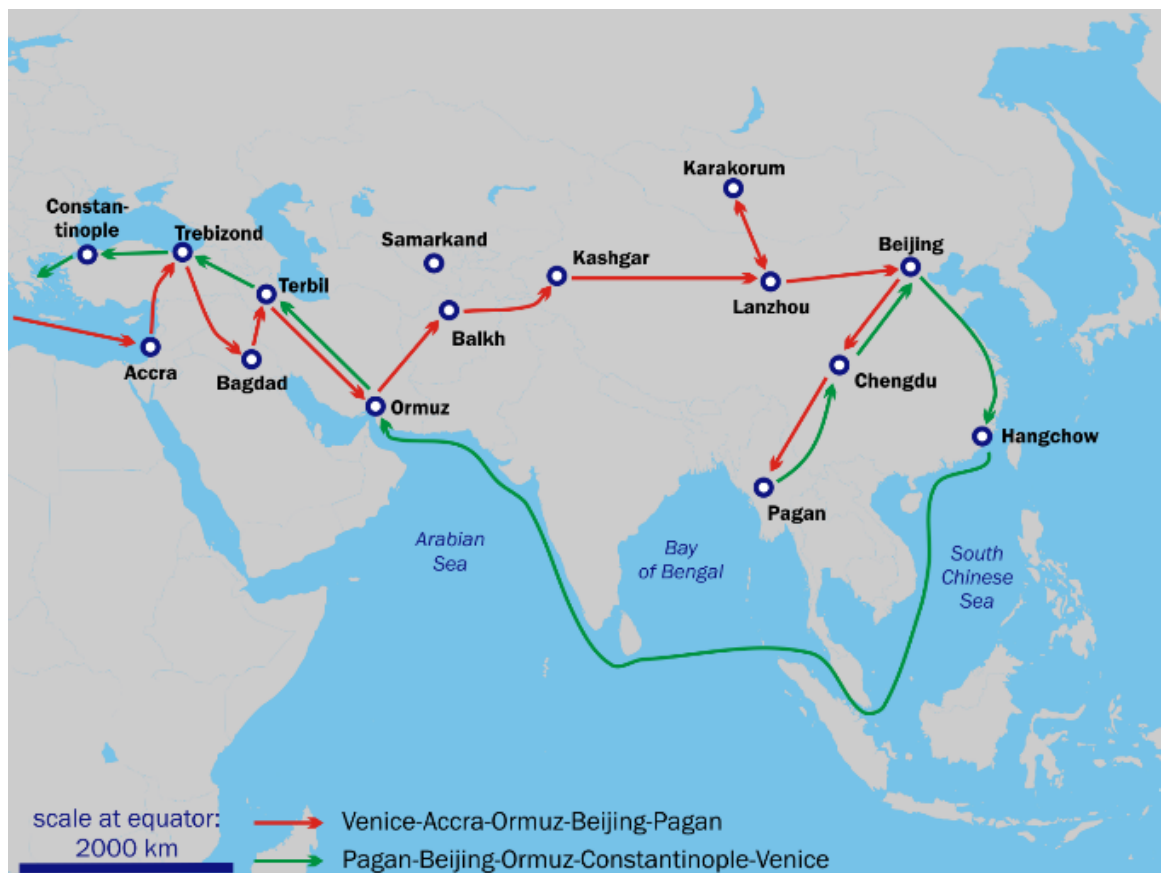 Karakorum
Constan-
tinople
Trebizond
Samarkand
Beijing
Kashgar
Terbil
Lanzhou
Balkh
Accra
Bagdad
Chengdu
Ormuz
Hangchow
Pagan
Arabian
Sea
Bay
of Bengal
South
Chinese
Sea
scale at equator:
2000 km
Venice-Accra-Ormuz-Beijing-Pagan
Pagan-Beijing-Ormuz-Constantinople-Venice